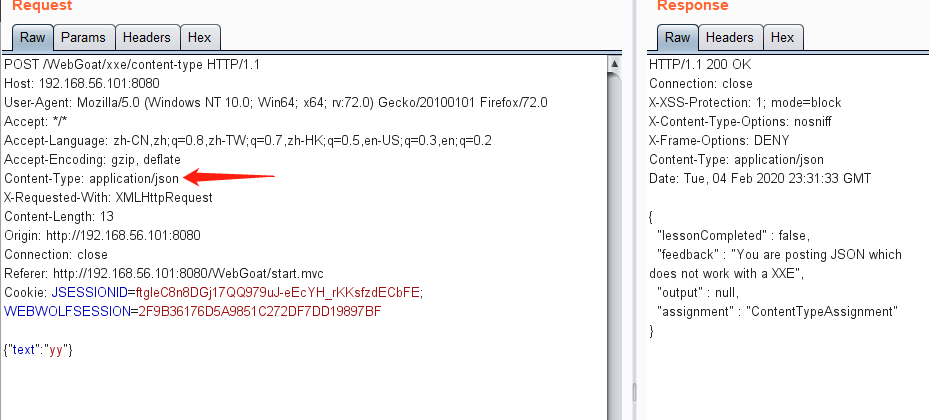 Request
Raw Params Headers Hex
POST /WebGoat/xxe/content-type HTTP/1.1
Host: 192.168.56.101:8080
User-Agent: Mozilla/5.0 (Windows NT 10.0; Win64; x64; rv:72.0) Gecko/20100101 Firefox/72.0
Accept: */*
Accept-Language: zh-CN,zh;q=0.8,zh-TW;q=0.7,zh-HK;q=0.5,en-US;q=0.3,en;q=0.2
Accept-Encoding: gzip, deflate
Content-Type: application/json
X-Requested-With: XMLHttpRequest
Content-Length: 13
Origin: http://192.168.56.101:8080
Connection: close
Referer: http://192.168.56.101:8080/WebGoat/start.mvc
Cookie: JSESSIONID=ftgleC8n8DGj17QQ979uJ-eEcYH_rKKsfzdECbFE;
WEBWOLFSESSION=2F9B36176D5A9851C272DF7DD19897BF
{"text":"yy"}
Response
Raw Headers Hex
HTTP/1.1 200 OK
Connection: close
X-XSS-Protection: 1; mode=block
X-Content-Type-Options: nosniff
X-Frame-Options: DENY
Content-Type: application/json
Date: Tue, 04 Feb 2020 23:31:33 GMT
{
"lessonCompleted" : false,
"feedback" : "You are posting JSON which
does not work with a XXE",
"output" : null,
"assignment" : "ContentTypeAssignment"
}